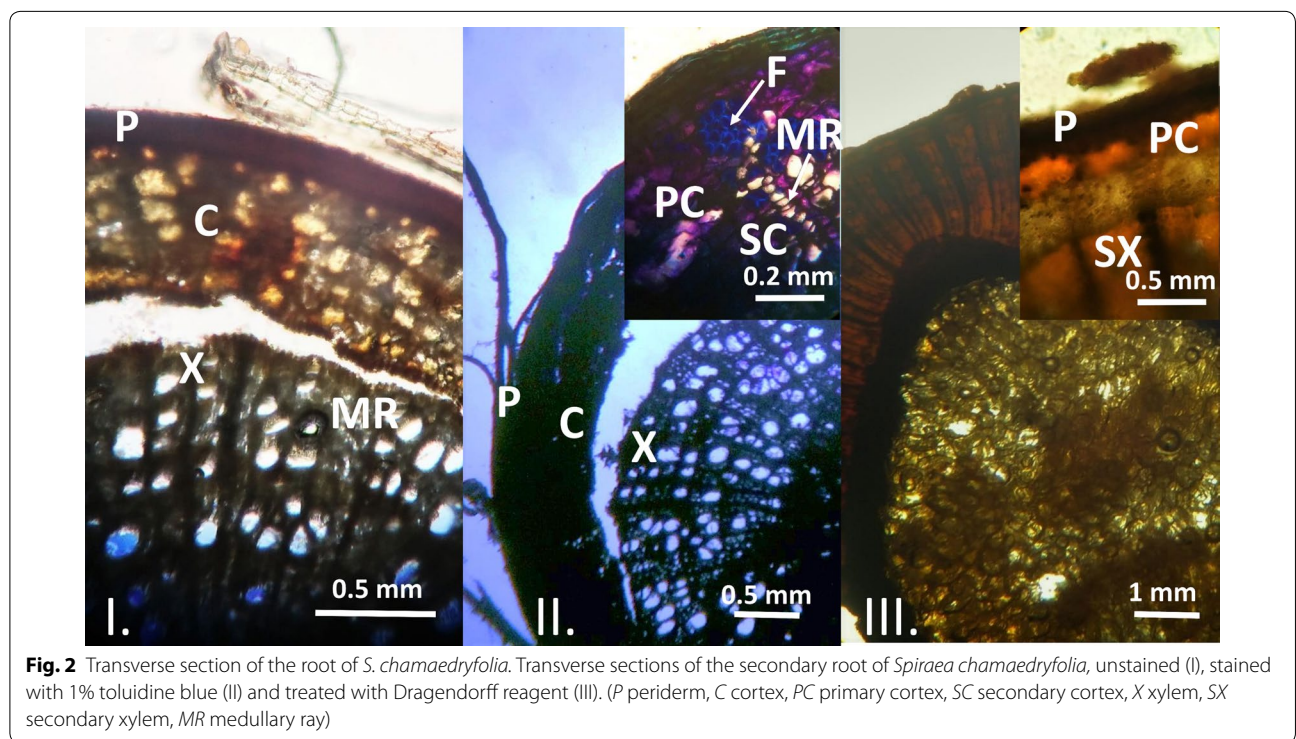 P
C
X
MR
0.5 mm
I.
F
MR
PC
SC
0.2 mm
P
C
X
0.5 mm
II.
P
PC
SX
0.5 mm
1 mm
III.
Fig. 2 Transverse section of the root of S. chamaedryfolia. Transverse sections of the secondary root of Spiraea chamaedryfolia, unstained (I), stained
with 1% toluidine blue (II) and treated with Dragendorff reagent (III). (P periderm, C cortex, PC primary cortex, SC secondary cortex, X xylem, SX
secondary xylem, MR medullary ray)